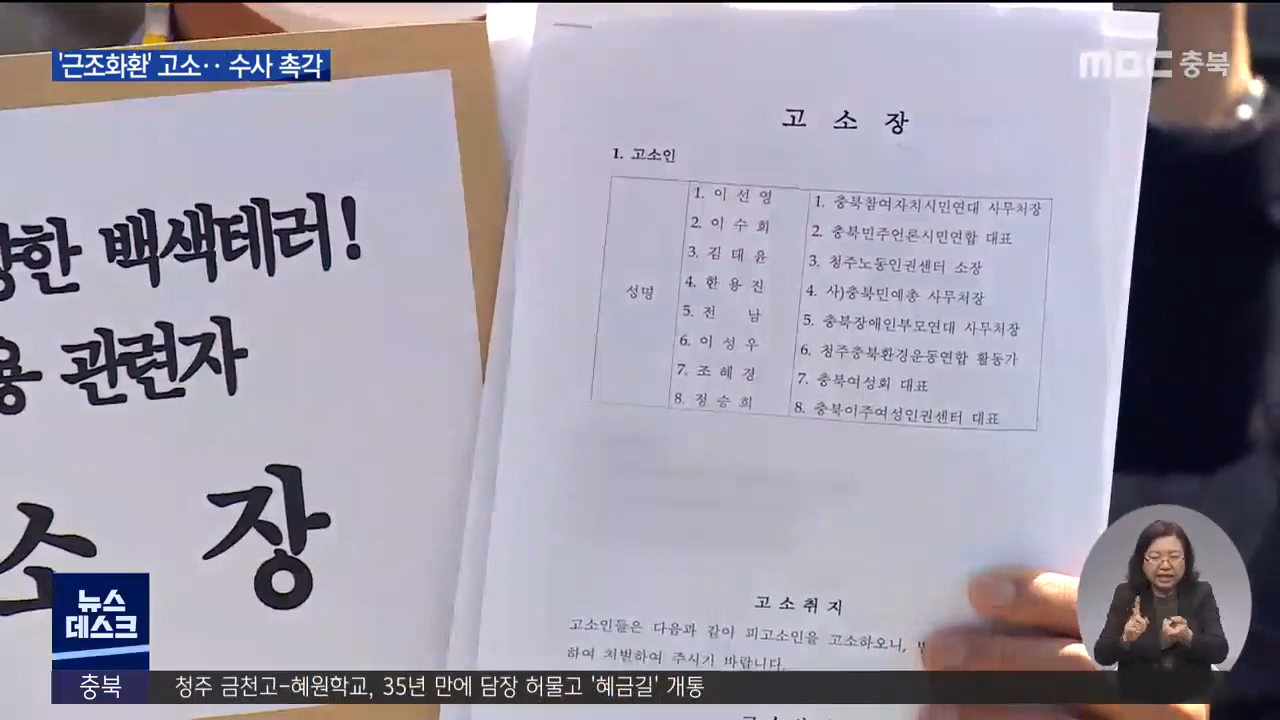 '근조화환' 고소‥ 수사 촉각
mbc 충북
한 백색테러!
용 관련자
소 장
고 소 장
1. 고소인
성명
1. 이 선 영 1. 충북참여자치시민연대 사무처장
2. 이 수 희 2. 충북민주언론시민연합 대표
3. 김 태 윤 3. 청주노동인권센터 소장
4. 한 용 진 4. 사)충북민예총 사무처장
5. 전 남 5. 충북장애인부모연대 사무처장
6. 이 성 우 6. 청주충북환경운동연합 활동가
7. 조 혜 경 7. 충북여성회 대표
8. 정 승 희 8. 충북이주여성인권센터 대표
고 소 취 지
고소인들은 다음과 같아 피고소인을 고소하오니,
하여 처벌하여 주시기 바랍니다.
뉴스
데스크
충북
청주 금천고-혜원학교, 35년 만에 담장 허물고 '혜금길' 개통